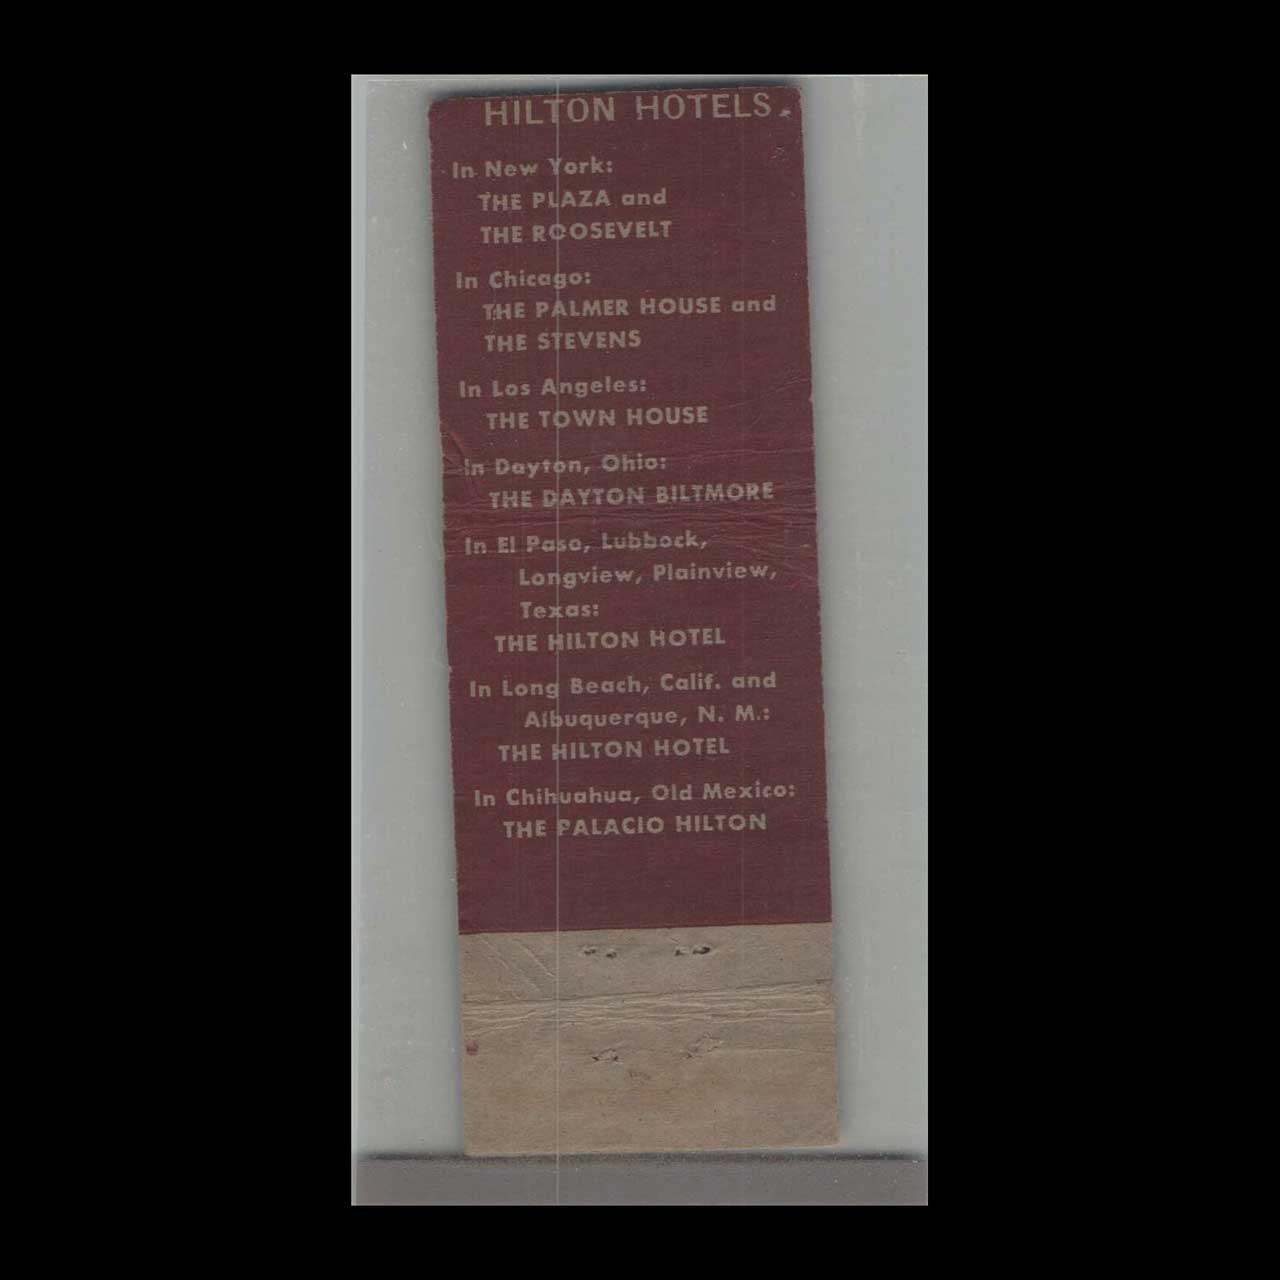 HILTON HOTELS.
In New York:
THE PLAZA and
THE ROOSEVELT
In Chicago:
THE PALMER HOUSE and
THE STEVENS
In Los Angeles:
THE TOWN HOUSE
In Dayton, Ohio:
THE DAYTON BILTMORE
In El Paso, Lubbock,
Longview, Plainview,
Texas:
THE HILTON HOTEL
In Long Beach, Calif. and
Albuquerque, N. M.:
THE HILTON HOTEL
In Chihuahua, Old Mexico:
THE PALACIO HILTON